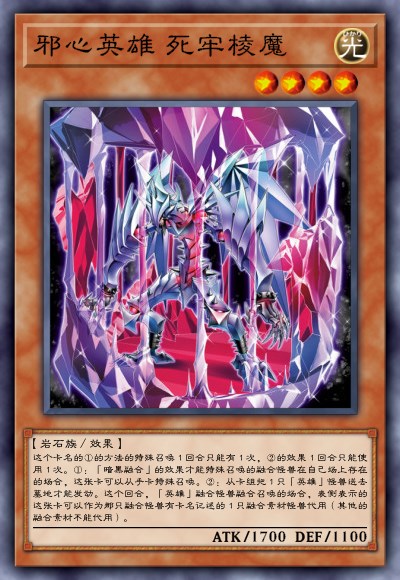 邪心英雄 死牢棱魔
光
ひかり
【岩石族／效果】
这个卡名的①的方法的特殊召唤1回合只能有1次，②的效果1回合只能使
用1次。①：「暗黑融合」的效果才能特殊召唤的融合怪兽在自己场上存在
的场合，这张卡可以从手卡特殊召唤。②：从卡组把1只「英雄」怪兽送去
墓地才能发动。这个回合，「英雄」融合怪兽融合召唤的场合，表侧表示的
这张卡可以作为那只融合怪兽有卡名记述的1只融合素材怪兽代用（其他的
融合素材不能代用）。
ATK/1700 DEF/1100